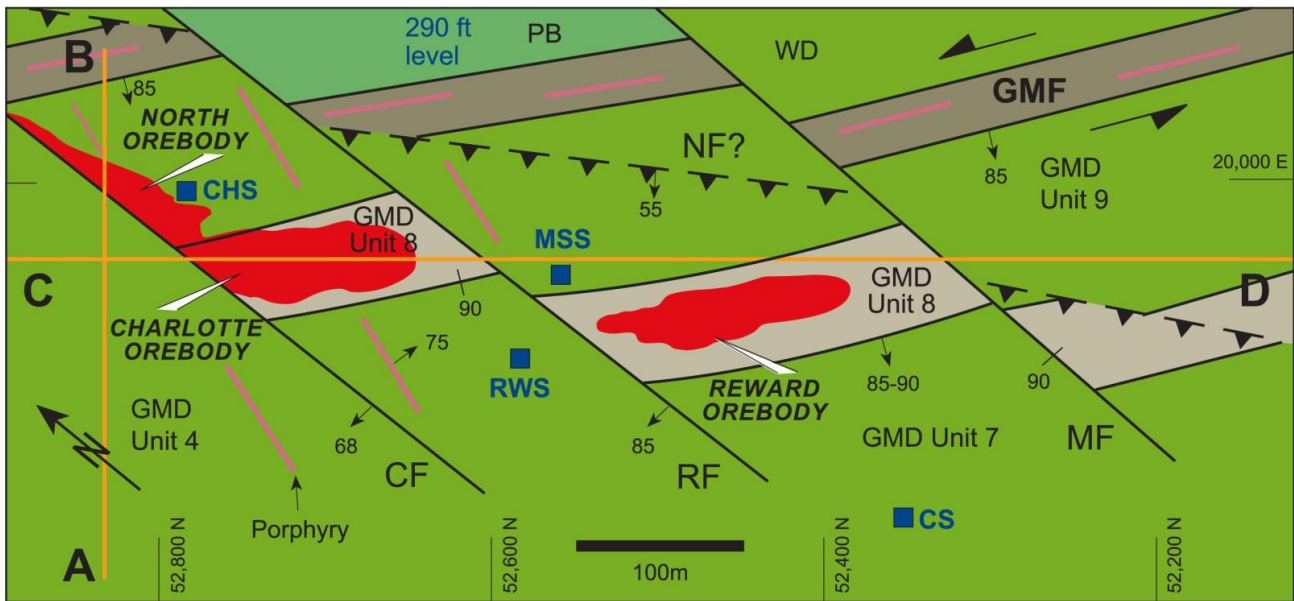 290 ft
level
PB
WD
B
85
GMF
NORTH
OREBODY
NF?
85
GMD
Unit 9
20,000 E
CHS
55
GMD
Unit 8
MSS
C
GMD
Unit 8
D
90
CHARLOTTE
OREBODY
75
RWS
REWARD
OREBODY
85-90
90
GMD
Unit 4
N
68
CF
85
RF
GMD Unit 7
MF
Porphyry
CS
A
52,800 N
52,600 N
100m
52,400 N
52,200 N